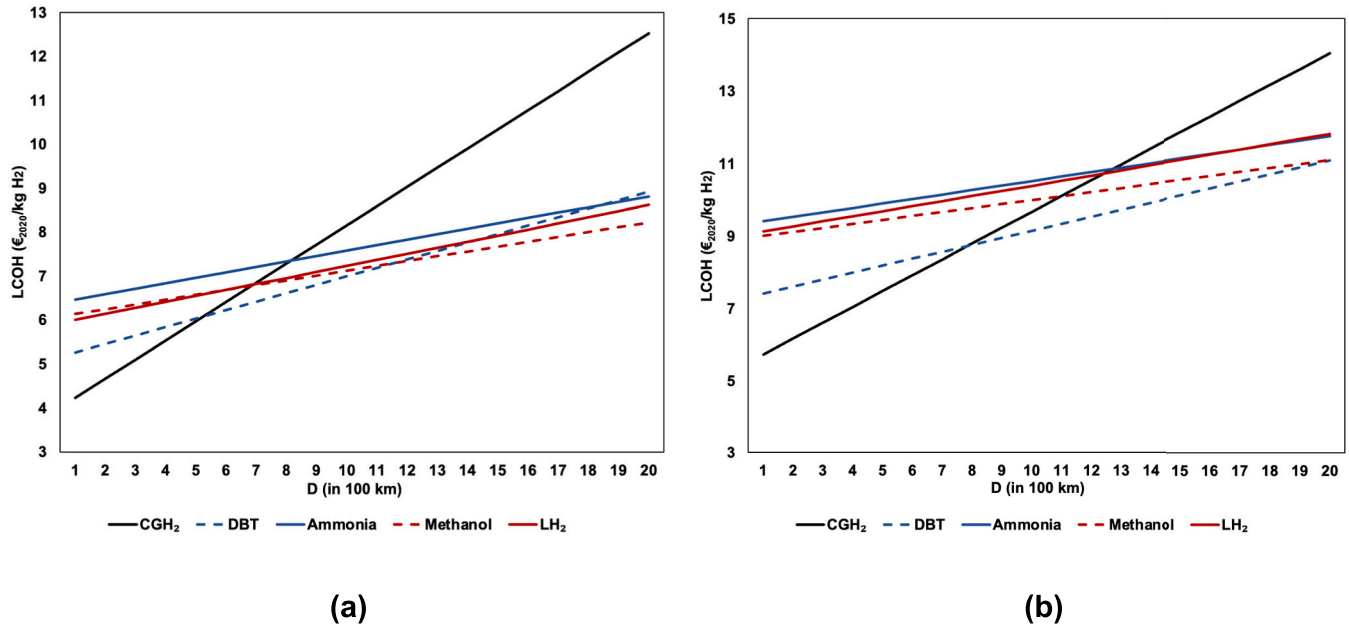 LCOH (€2020/kg H2)
13
12
11
10
9
8
7
6
5
4
3
1 2 3 4 5 6 7 8 9 10 11 12 13 14 15 16 17 18 19 20
D (in 100 km)
CGH₂ DBT Ammonia Methanol LH₂
(a)
LCOH (€2020/kg H2)
15
13
11
9
7
5
3
1 2 3 4 5 6 7 8 9 10 11 12 13 14 15 16 17 18 19 20
D (in 100 km)
CGH₂ DBT Ammonia Methanol LH₂
(b)